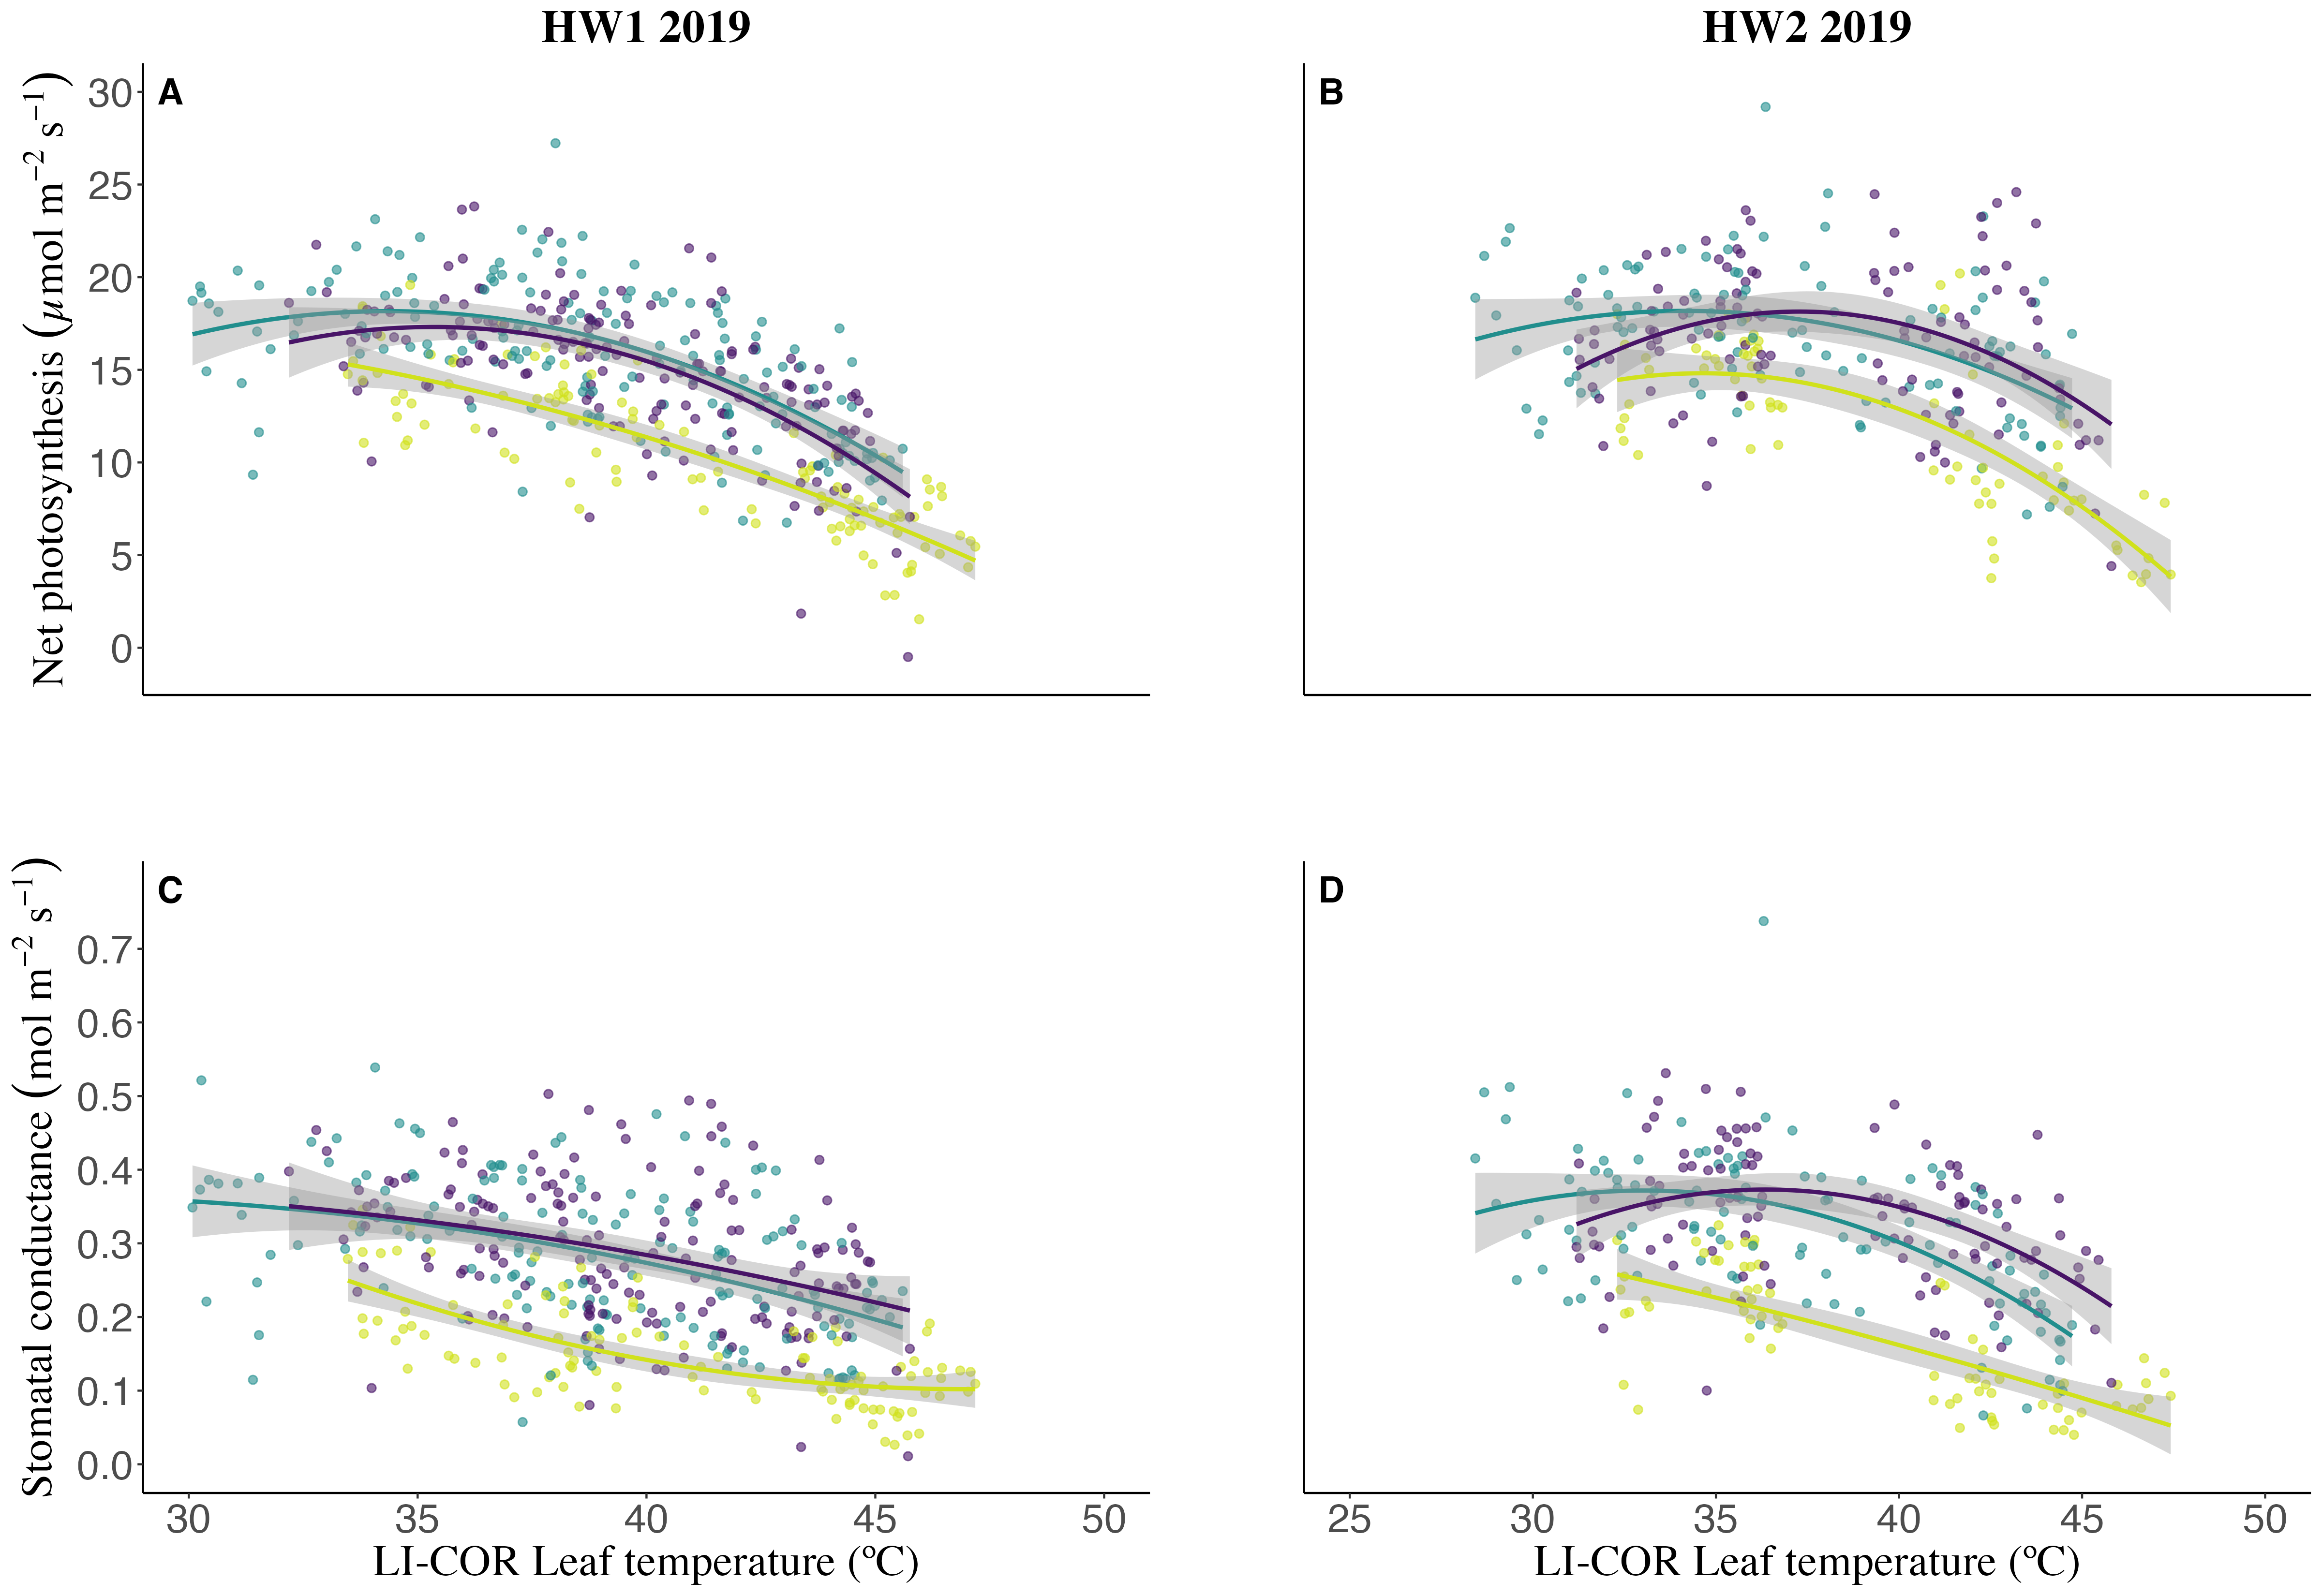 HW1 2019
HW2 2019
A
B
Net photosynthesis (μmol m−2 s−1)
30
25
20
15
10
5
0
C
D
Stomatal conductance (mol m−2 s−1)
0.7
0.6
0.5
0.4
0.3
0.2
0.1
0.0
30 35 40 45 50
25 30 35 40 45 50
LI-COR Leaf temperature (ºC)
LI-COR Leaf temperature (ºC)